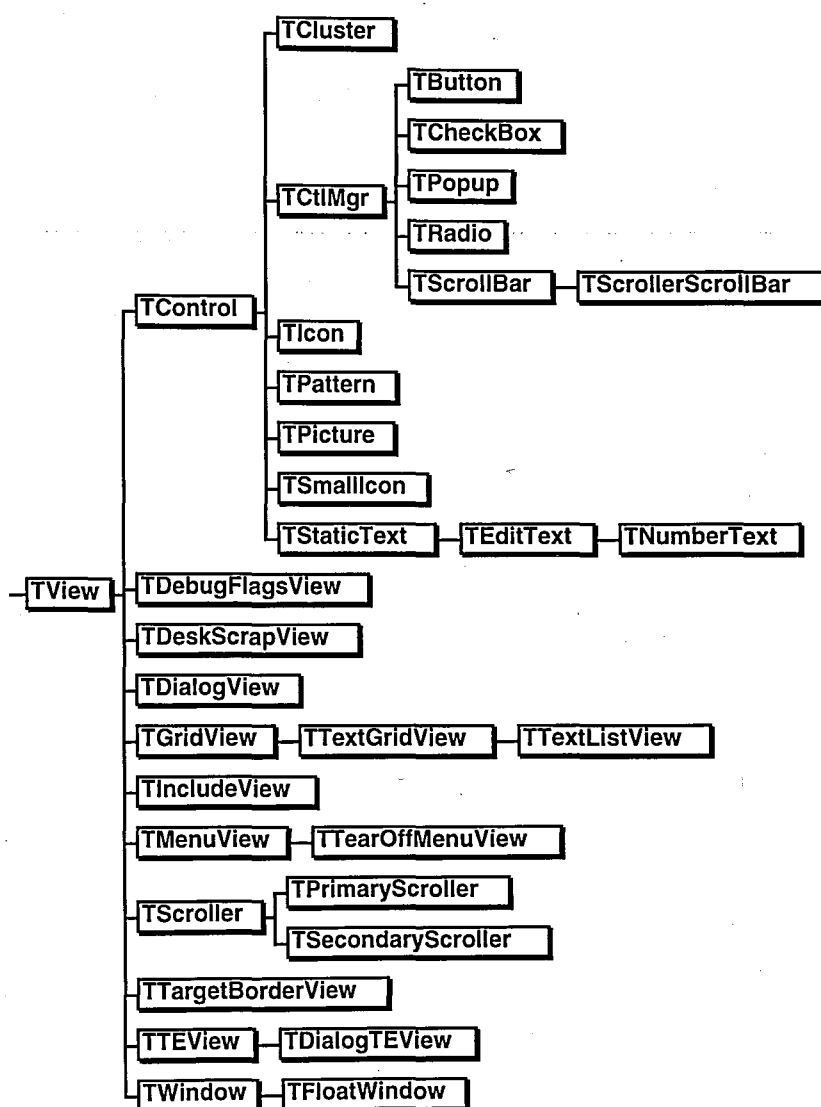 TCluster
TButton
TCheckBox
TCtlMgr
TPopup
TRadio
TScrollBar
TScrollerScrollBar
TControl
TIcon
TPattern
TPicture
TSmallIcon
TStaticText
TEditText
TNumberText
TView
TDebugFlagsView
TDeskScrapView
TDialogView
TGridView
TTextGridView
TTextListView
TIncludeView
TMenuView
TTearOffMenuView
TPrimaryScroller
TScroller
TSecondaryScroller
TTargetBorderView
TTEView
TDialogTEView
TWindow
TFloatWindow